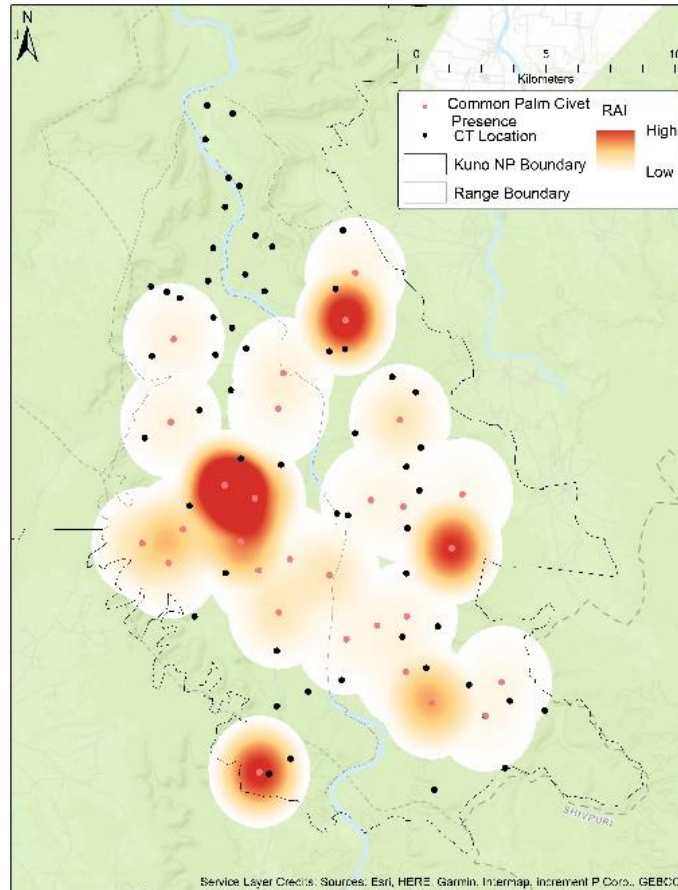 N
0 5 10
Kilometers
Common Palm Civet
Presence
CT Location
Kuno NP Boundary
Range Boundary
RAI
High
Low
SHIVPURI
Service Layer Credits: Sources: Esri, HERE, Garmin, Intermap, increment P Corp., GEBCO